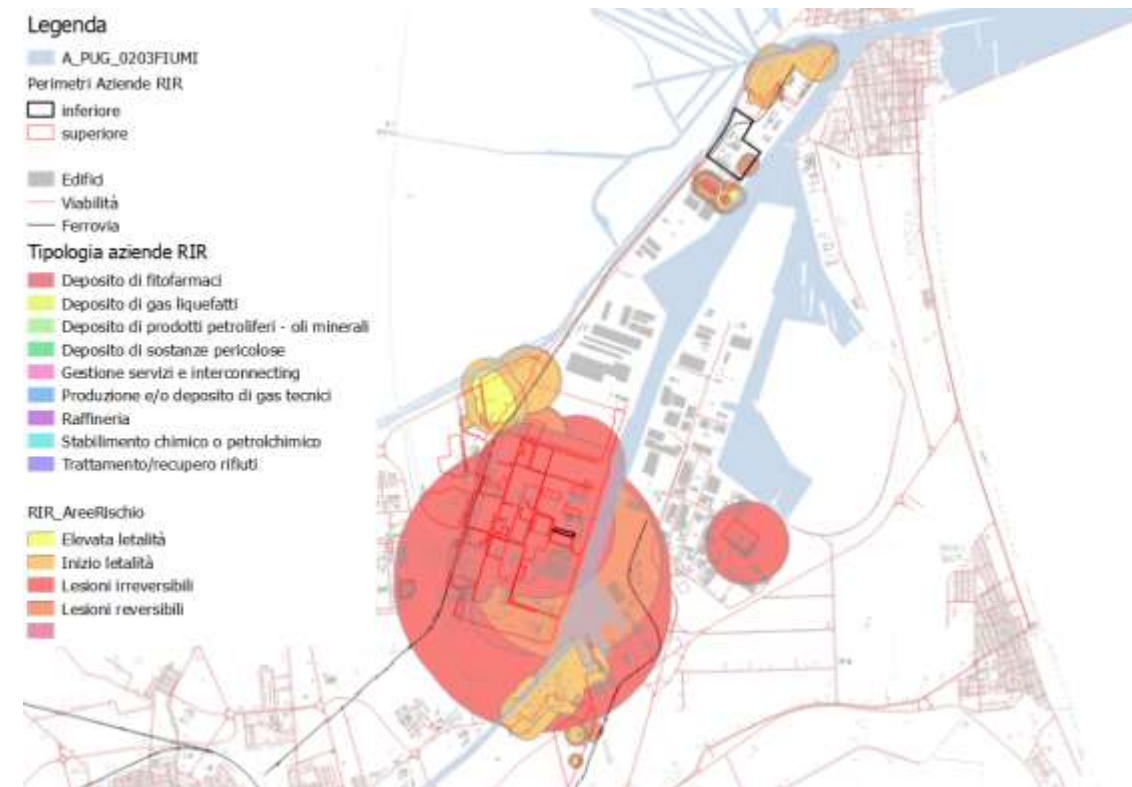 Legenda
A_PUG_0203FIUMI
Perimetri Aziende RIR
inferiore
superiore
Edifici
Viabilità
Ferrovia
Tipologia aziende RIR
Deposito di fitofarmaci
Deposito di gas liquefatti
Deposito di prodotti petroliferi - oli minerali
Deposito di sostanze pericolose
Gestione servizi e interconnecting
Produzione e/o deposito di gas tecnici
Raffineria
Stabilimento chimico o petrolchimico
Trattamento/recupero rifiuti
RIR_AreeRischio
Elevata letalità
Inizio letalità
Lesioni irreversibili
Lesioni reversibili